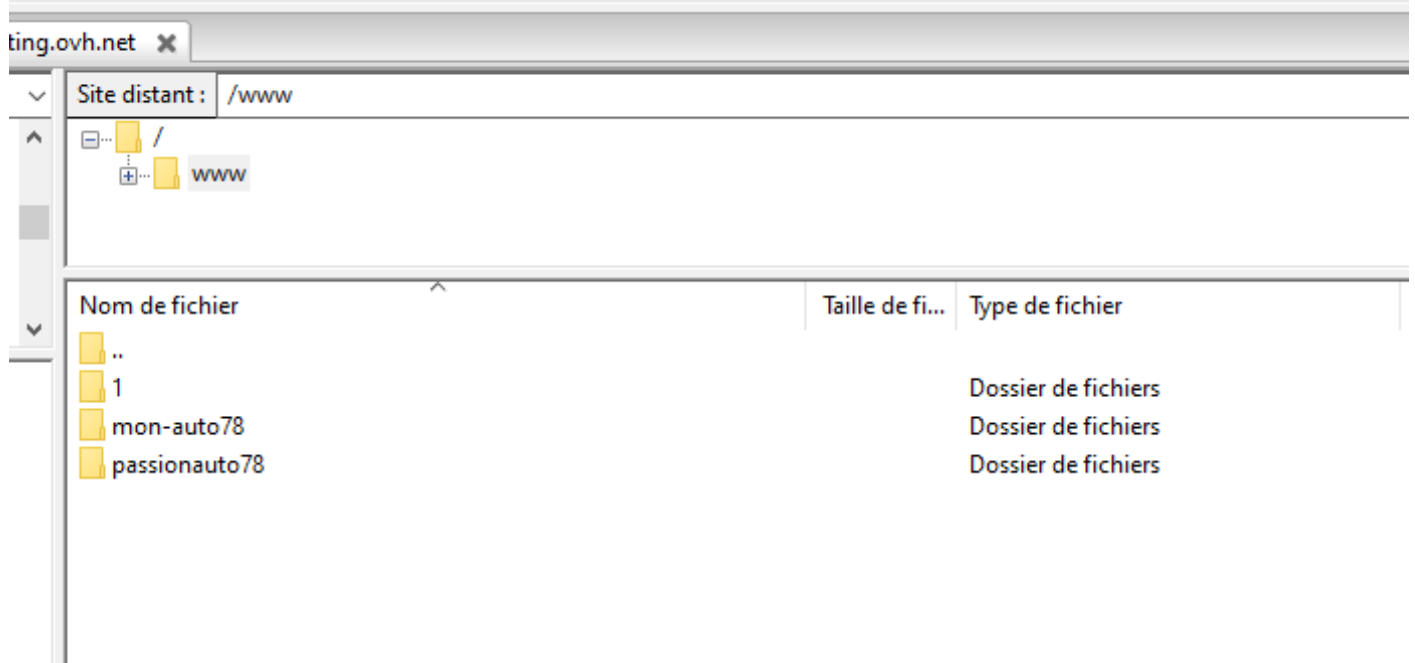 ting.ovh.net
Site distant : /www
/
www
Nom de fichier Taille de fi... Type de fichier
..
1 Dossier de fichiers
mon-auto78 Dossier de fichiers
passionauto78 Dossier de fichiers